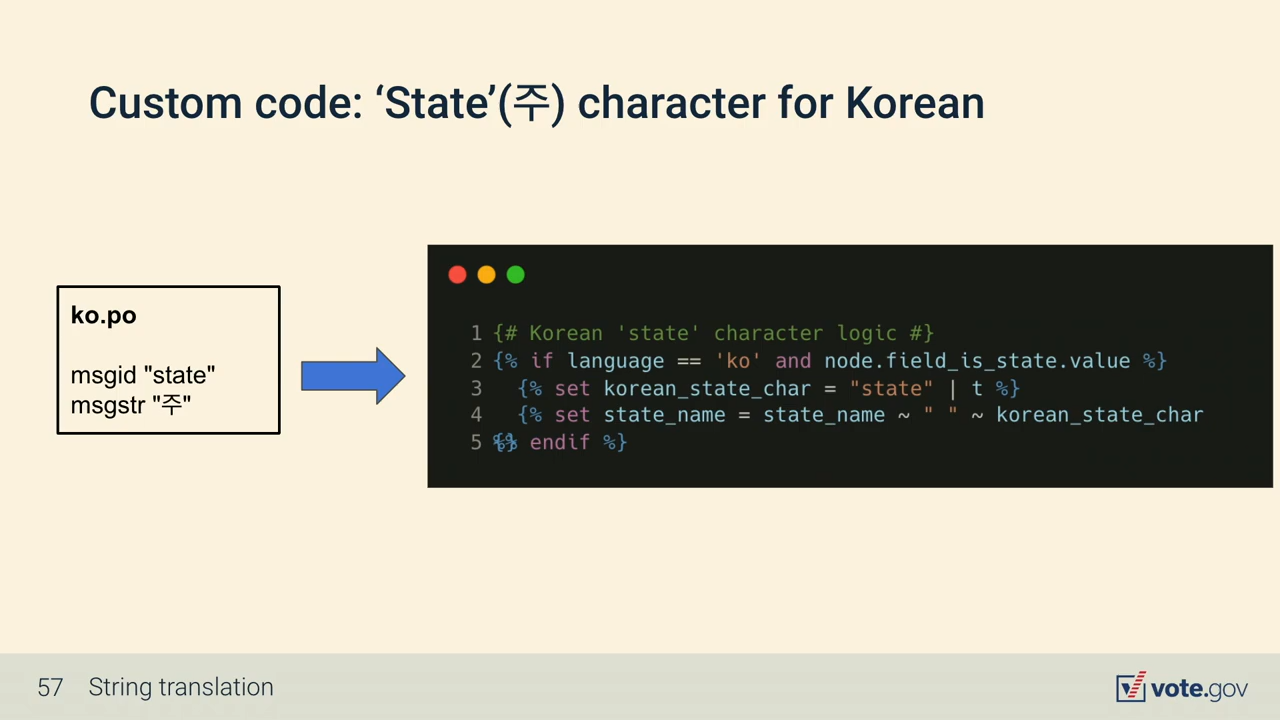 Custom code: ‘State’(주) character for Korean
ko.po
msgid "state"
msgstr "주"
1 {# Korean 'state' character logic #}
2 {% if language == 'ko' and node.field_is_state.value %}
3 {% set korean_state_char = "state" | t %}
4 {% set state_name = state_name ~ " " ~ korean_state_char
5 %}{% endif %}
57 String translation
vote.gov